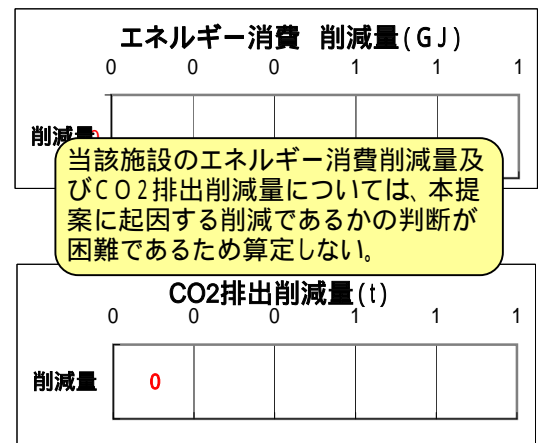 エネルギー消費 削減量(GJ)
0 0 0 1 1 1
削減量 0
当該施設のエネルギー消費削減量及
びCO2排出削減量については、本提
案に起因する削減であるかの判断が
困難であるため算定しない。
CO2排出削減量(t)
0 0 0 1 1 1
削減量 0